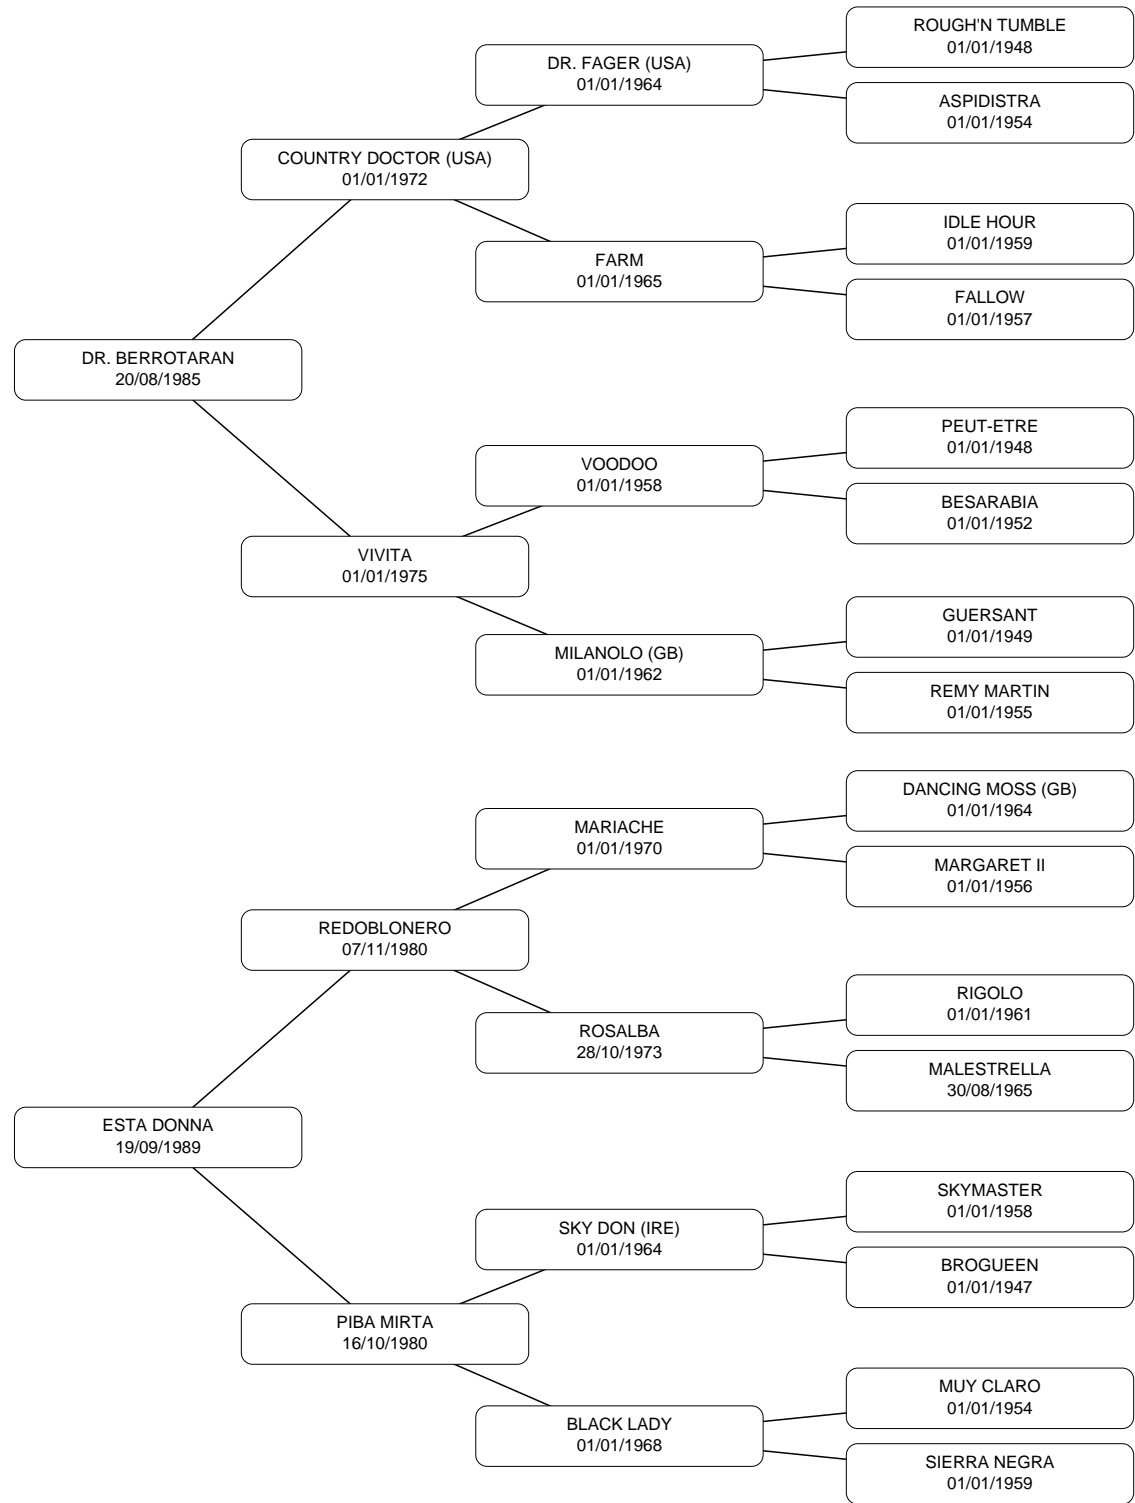 ROUGH'N TUMBLE
01/01/1948
DR. FAGER (USA)
01/01/1964
ASPIDISTRA
01/01/1954
COUNTRY DOCTOR (USA)
01/01/1972
IDLE HOUR
01/01/1959
FARM
01/01/1965
FALLOW
01/01/1957
DR. BERROTARAN
20/08/1985
PEUT-ETRE
01/01/1948
VOODOO
01/01/1958
BESARABIA
01/01/1952
VIVITA
01/01/1975
GUERSANT
01/01/1949
MILANOLO (GB)
01/01/1962
REMY MARTIN
01/01/1955
DANCING MOSS (GB)
01/01/1964
MARIACHE
01/01/1970
MARGARET II
01/01/1956
REDOBLONERO
07/11/1980
RIGOLO
01/01/1961
ROSALBA
28/10/1973
MALESTRELLA
30/08/1965
ESTA DONNA
19/09/1989
SKYMASTER
01/01/1958
SKY DON (IRE)
01/01/1964
BROGUEEN
01/01/1947
PIBA MIRTA
16/10/1980
MUY CLARO
01/01/1954
BLACK LADY
01/01/1968
SIERRA NEGRA
01/01/1959